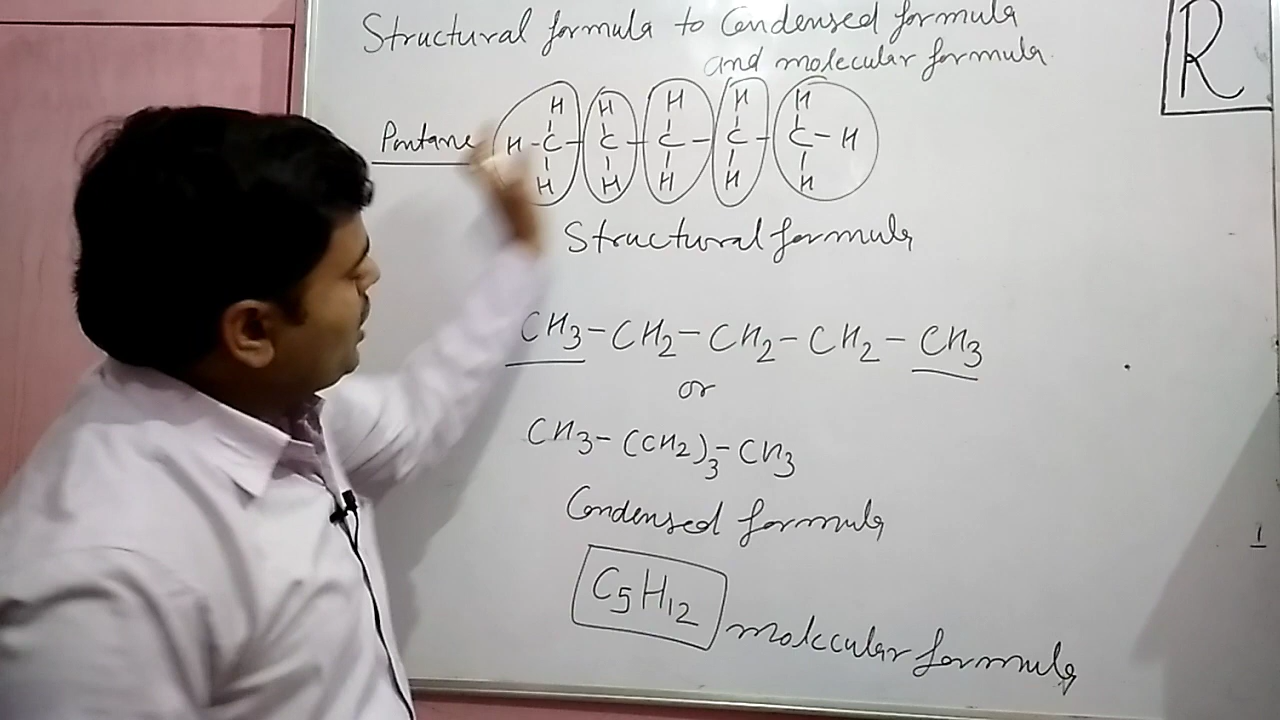 Structural formula to Condensed formula
and molecular formula.
R
H H H H H
Pentane H-C-C-C-C-C-H
H H H H H
Structural formula
CH3-CH2-CH2-CH2-CH3
or
CH3-(CH2)3-CH3
Condensed formula
1
C5H12 molecular formula